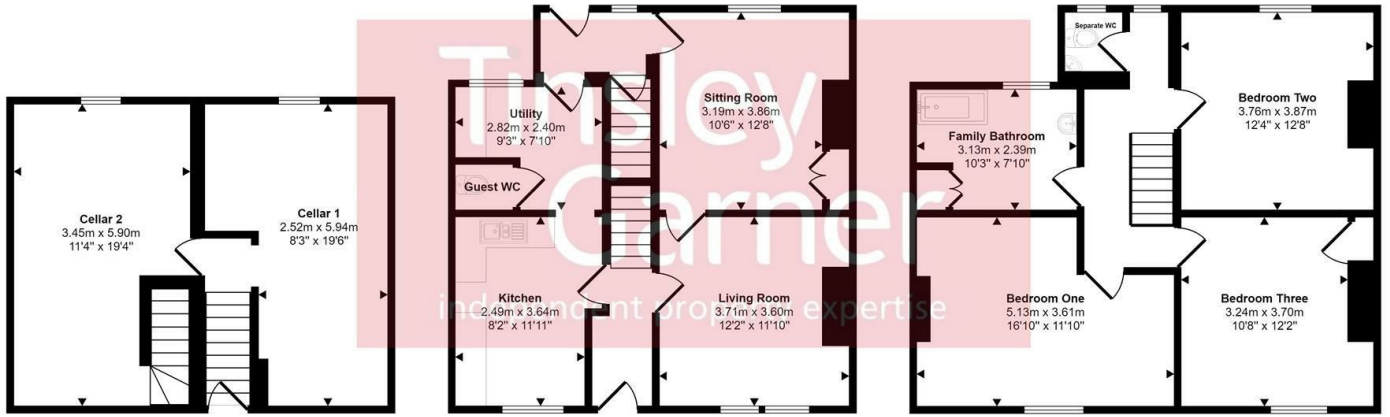 Cellar 2
3.45m x 5.90m
11'4" x 19'4"
Cellar 1
2.52m x 5.94m
8'3" x 19'6"
Tinsley
Garner
independent property expertise
Utility
2.82m x 2.40m
9'3" x 7'10"
Guest WC
Sitting Room
3.19m x 3.86m
10'6" x 12'8"
Kitchen
2.49m x 3.64m
8'2" x 11'11"
Living Room
3.71m x 3.60m
12'2" x 11'10"
Separate WC
Bedroom Two
3.76m x 3.87m
12'4" x 12'8"
Family Bathroom
3.13m x 2.39m
10'3" x 7'10"
Bedroom One
5.13m x 3.61m
16'10" x 11'10"
Bedroom Three
3.24m x 3.70m
10'8" x 12'2"